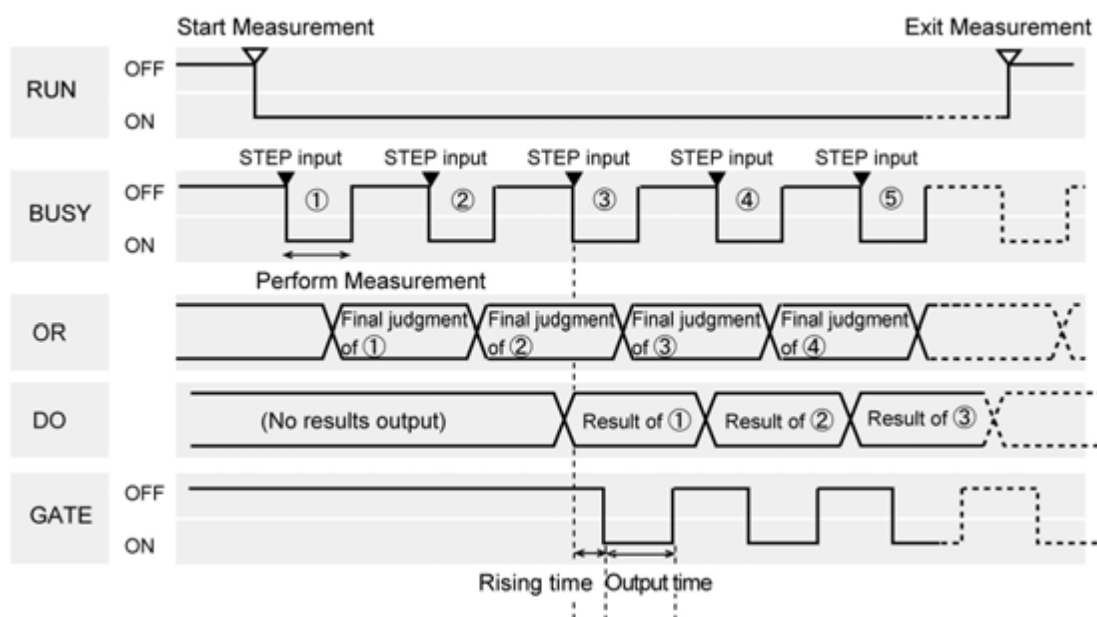 Start Measurement
Exit Measurement
RUN
OFF
ON
STEP input
STEP input
STEP input
STEP input
STEP input
BUSY
OFF
ON
①
②
③
④
⑤
Perform Measurement
OR
Final judgment
of ①
Final judgment
of ②
Final judgment
of ③
Final judgment
of ④
DO
(No results output)
Result of ①
Result of ②
Result of ③
GATE
OFF
ON
Rising time
Output time